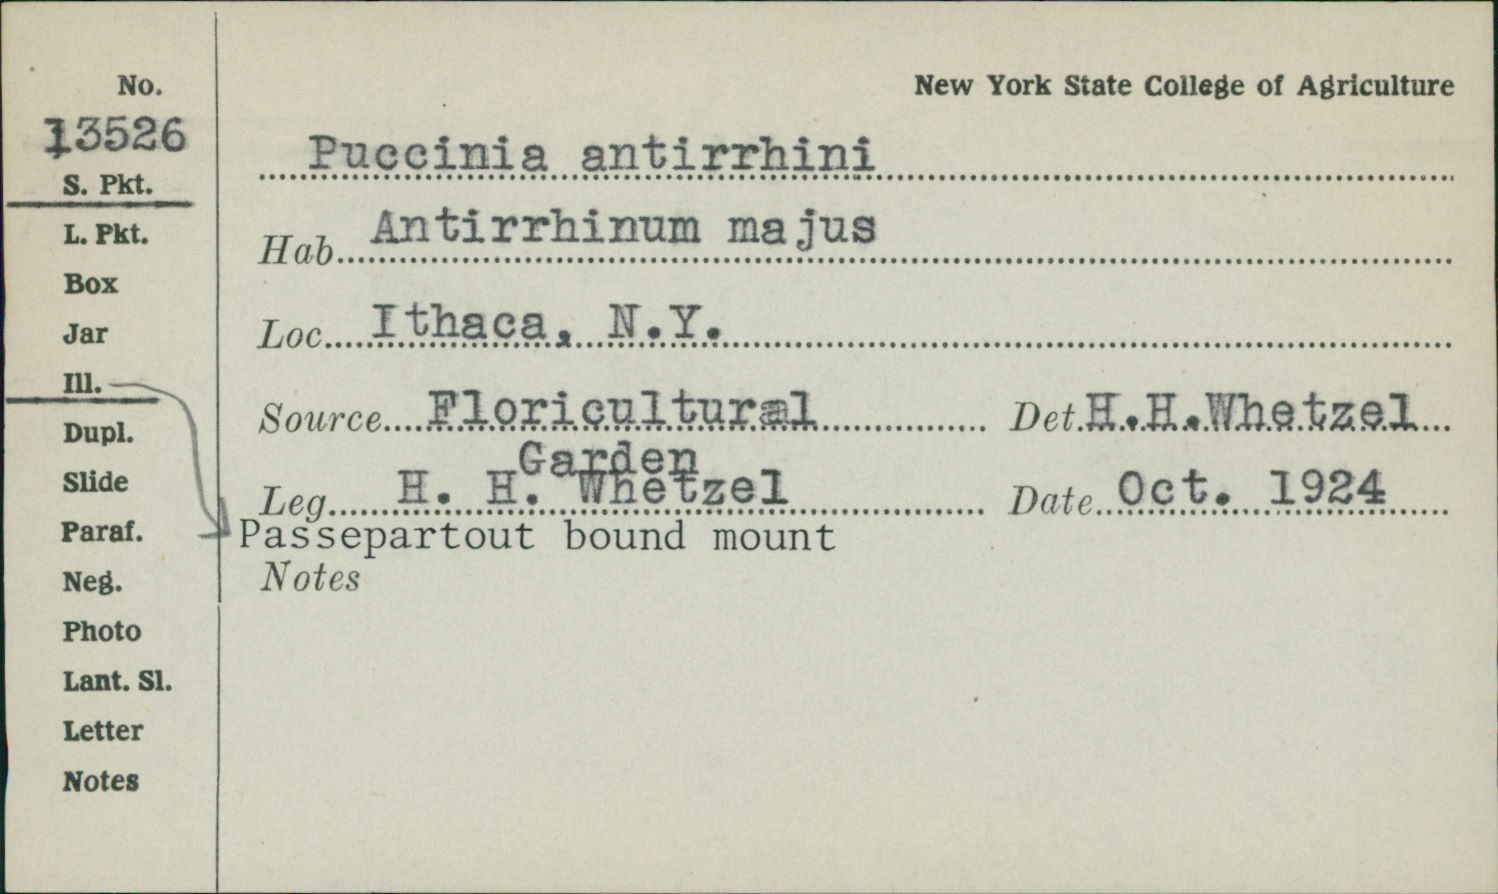 No.
13526
S. Pkt.
L. Pkt.
Box
Jar
Ill.
Dupl.
Slide
Paraf.
Neg.
Photo
Lant. Sl.
Letter
Notes
New York State College of Agriculture
Puccinia antirrhini
Hab. Antirrhinum majus
Loc. Ithaca, N.Y.
Source Floricultural Det. H.H.Whetzel
Garden
Leg. H. H. Whetzel Date Oct. 1924
Passepartout bound mount
Notes